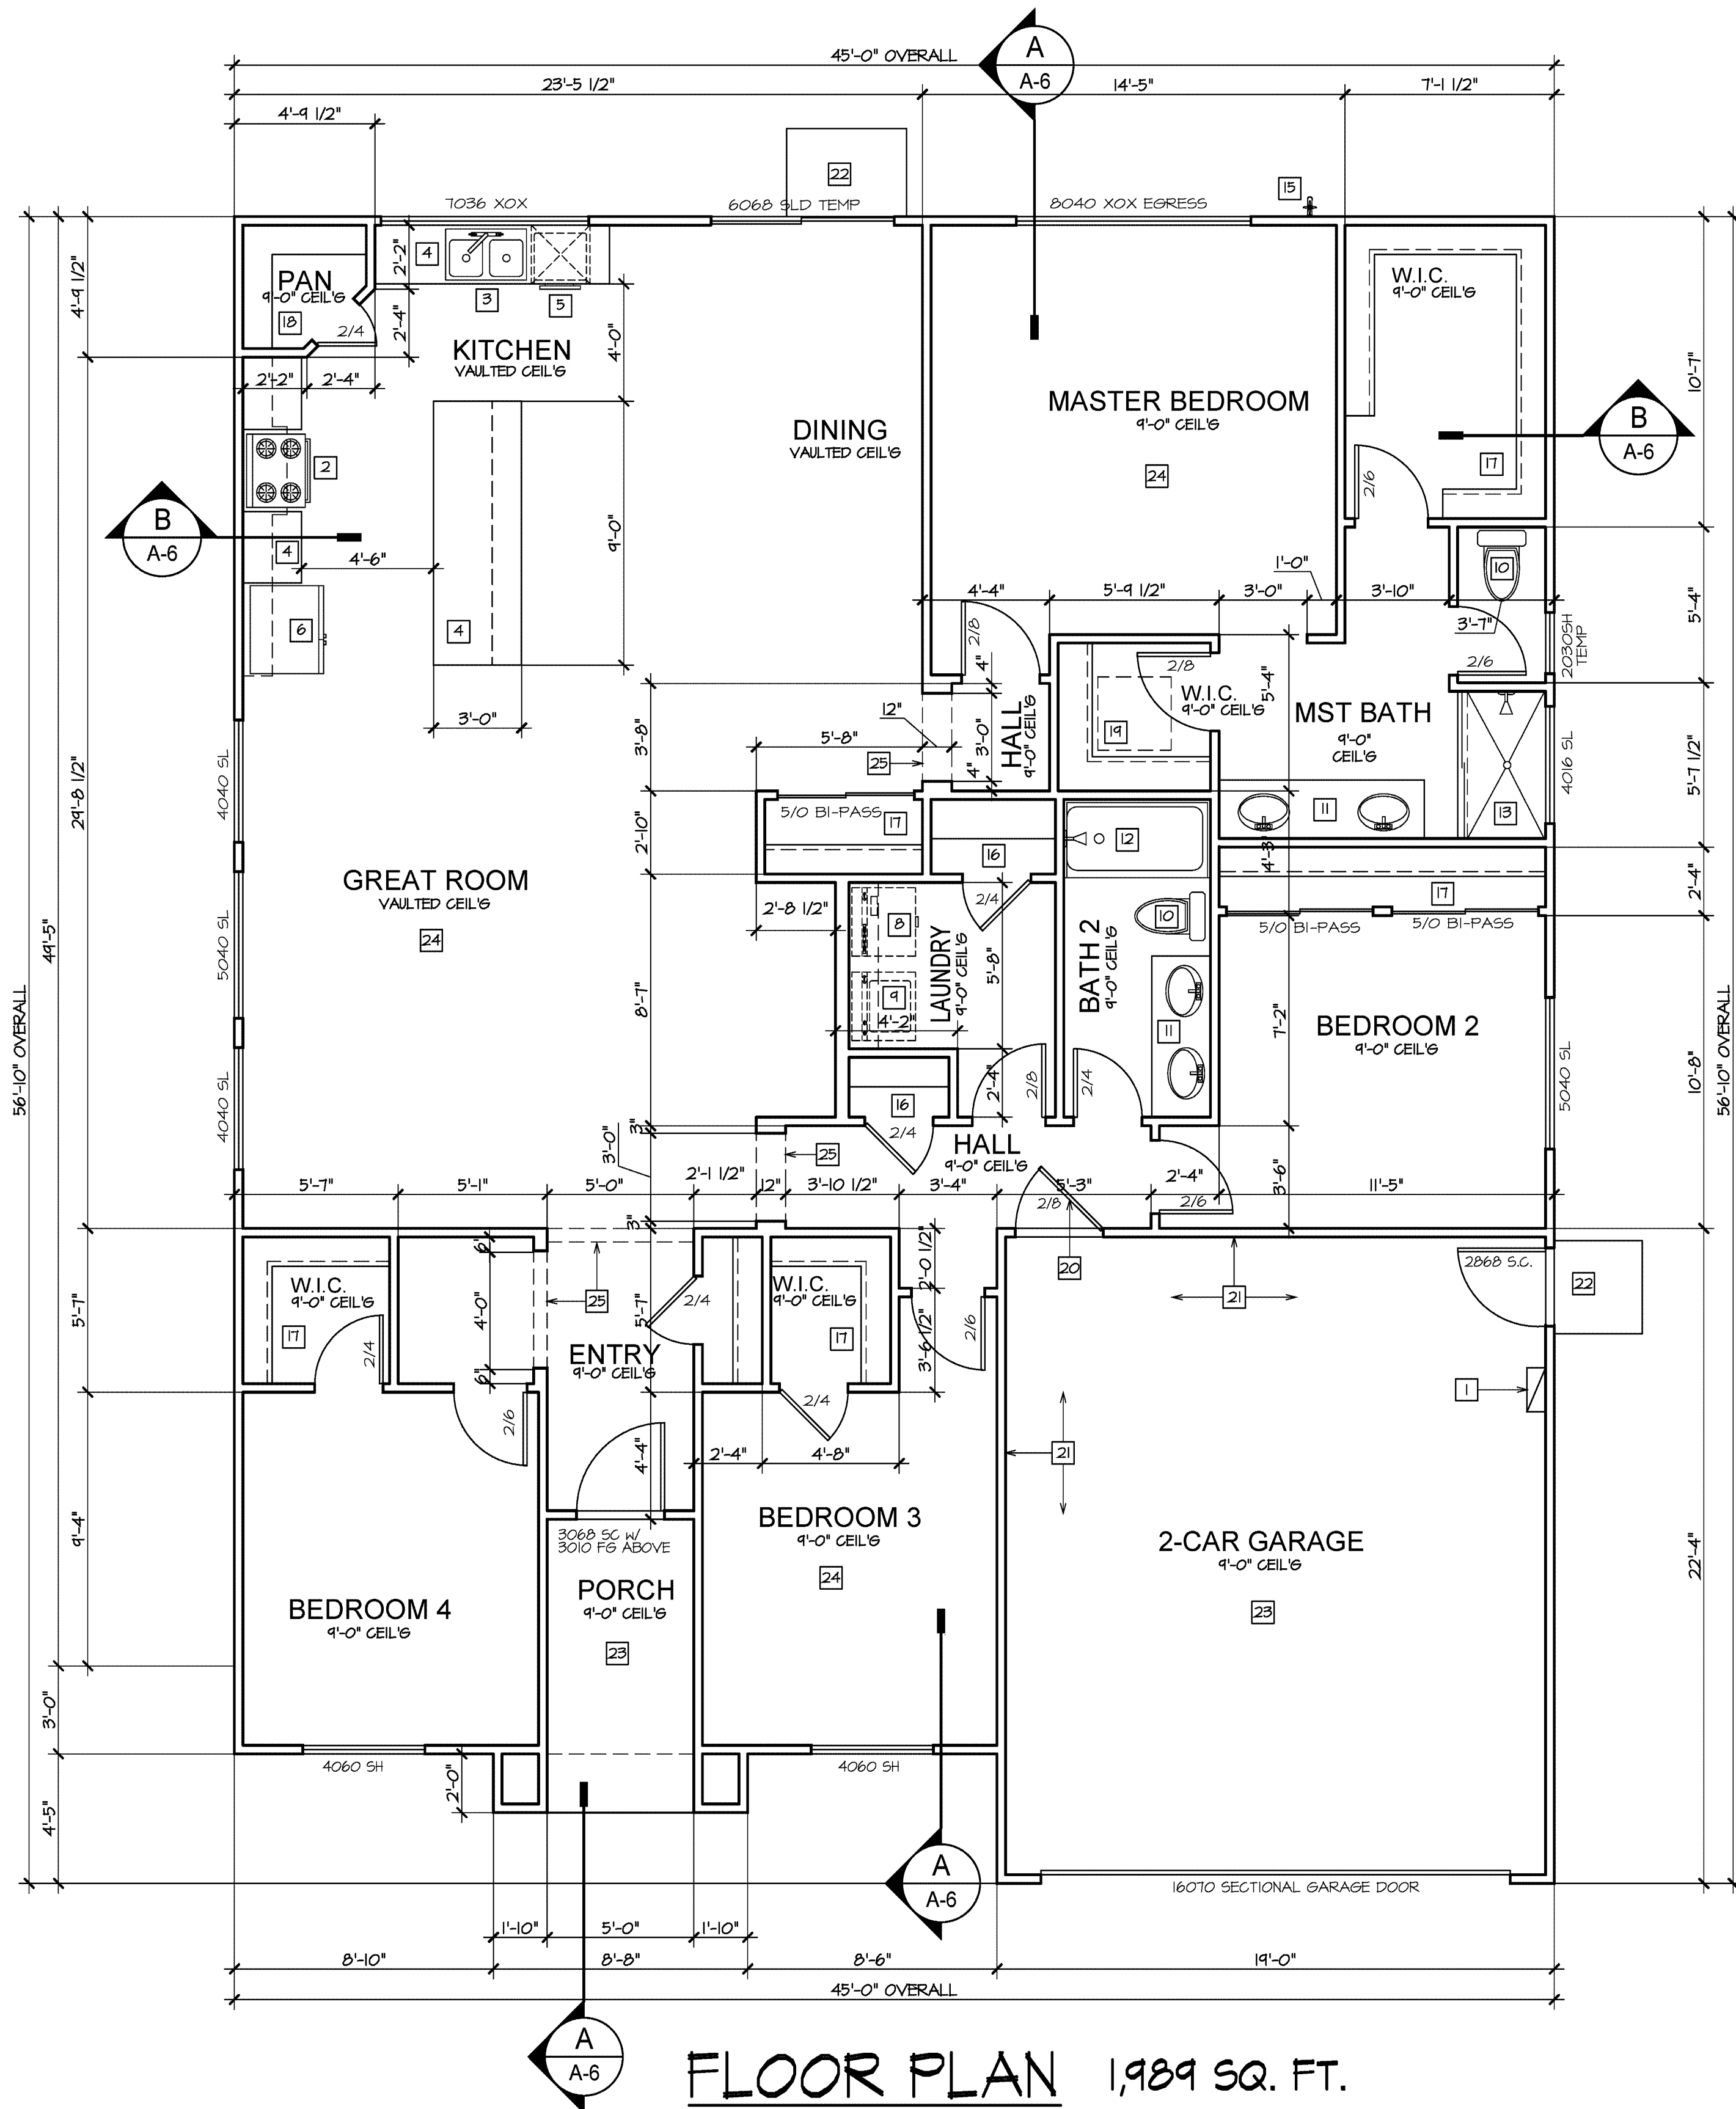 45'-0" OVERALL
A
A-6
23'-5 1/2"
14'-5"
7'-1 1/2"
4'-9 1/2"
22
15
7036 XOX
6068 SLD TEMP
8040 XOX EGRESS
PAN
9'-0" CEIL'G
18
2/4
2'-2"
2'-4"
4
3
5
4'-0"
W.I.C.
9'-0" CEIL'G
4'-9 1/2"
KITCHEN
VAULTED CEIL'G
2'-2"
2'-4"
10'-7"
MASTER BEDROOM
9'-0" CEIL'G
24
DINING
VAULTED CEIL'G
B
A-6
2
17
2/6
B
A-6
4
4'-6"
9'-0"
10
1'-0"
4'-4"
5'-9 1/2"
3'-0"
3'-10"
5'-4"
6
4
2/8
3'-7"
2030SH
TEMP
2/6
4"
2/8
W.I.C.
9'-0" CEIL'G
5'-4"
MST BATH
9'-0"
CEIL'G
3'-0"
12"
HALL
9'-0" CEIL'G
3'-0"
4"
19
3'-8"
5'-8"
25
4040 SL
4016 SL
5'-7 1/2"
29'-8 1/2"
5/0 BI-PASS
17
2'-10"
16
12
11
13
4'-3"
GREAT ROOM
VAULTED CEIL'G
24
2'-8 1/2"
2/4
17
2'-4"
5/0 BI-PASS
5/0 BI-PASS
8
10
5040 SL
49'-5"
LAUNDRY
9'-0" CEIL'G
5'-8"
BATH 2
9'-0" CEIL'G
9
4'-2"
11
8'-7"
7'-2"
BEDROOM 2
9'-0" CEIL'G
56'-10" OVERALL
56'-10" OVERALL
10'-8"
5040 SL
4040 SL
2'-4"
2/8
2/4
16
2/4
3"
3'-0"
HALL
9'-0" CEIL'G
25
2'-1 1/2"
2'-4"
3'-6"
5'-7"
5'-1"
5'-0"
12"
3'-10 1/2"
3'-4"
5'-3"
11'-5"
2/8
2/6
3"
6"
2'-0 1/2"
20
2868 S.C.
22
W.I.C.
9'-0" CEIL'G
17
2/4
4'-0"
25
5'-7"
5'-7"
2/4
W.I.C.
9'-0" CEIL'G
17
21
2/6
3'-6 1/2"
ENTRY
9'-0" CEIL'G
6"
1
2/6
2/4
4'-4"
2'-4"
4'-8"
21
9'-4"
BEDROOM 3
9'-0" CEIL'G
24
3068 SC W/
3010 FG ABOVE
2-CAR GARAGE
9'-0" CEIL'G
23
22'-4"
PORCH
9'-0" CEIL'G
23
BEDROOM 4
9'-0" CEIL'G
3'-0"
4060 SH
2'-0"
4060 SH
4'-5"
A
A-6
16070 SECTIONAL GARAGE DOOR
1'-10"
5'-0"
1'-10"
8'-10"
8'-8"
8'-6"
19'-0"
45'-0" OVERALL
A
A-6
FLOOR PLAN 1,989 SQ. FT.